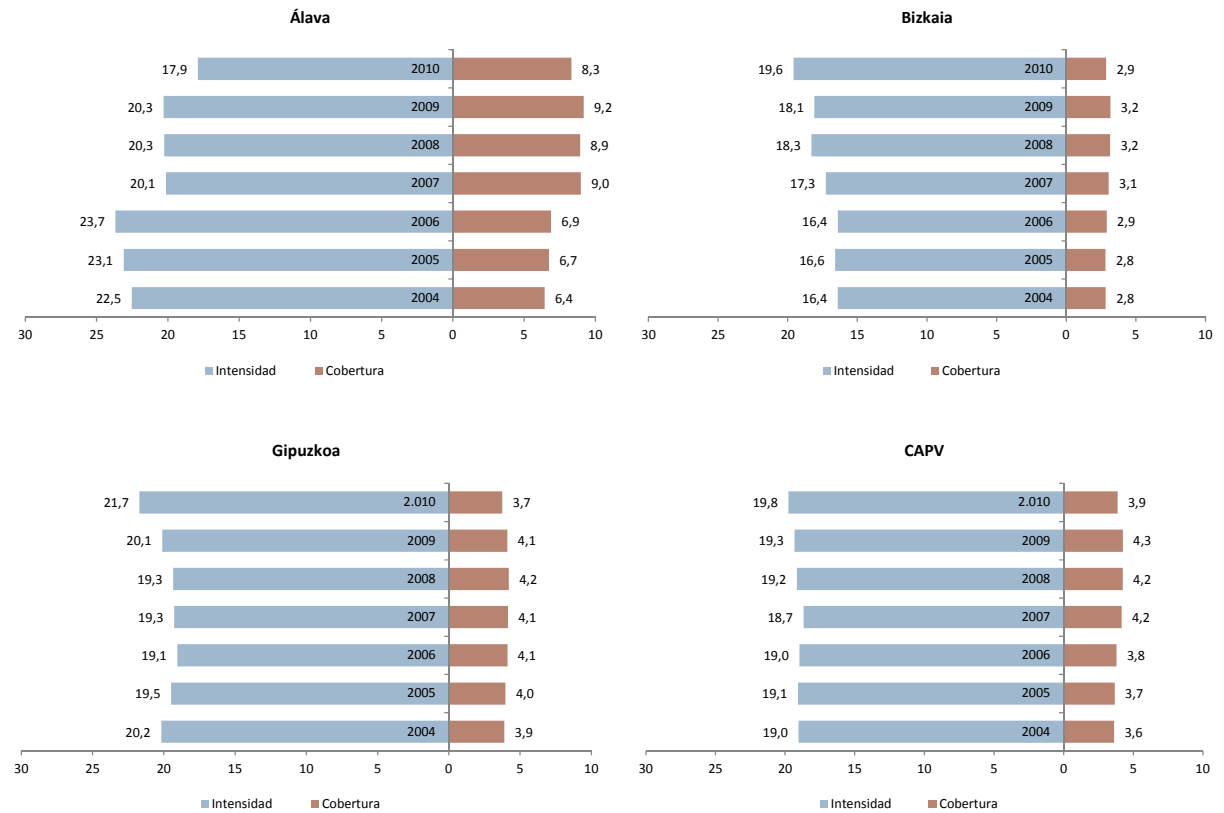 Álava
17,9 2010 8,3
20,3 2009 9,2
20,3 2008 8,9
20,1 2007 9,0
23,7 2006 6,9
23,1 2005 6,7
22,5 2004 6,4
30 25 20 15 10 5 0 5 10
Intensidad Cobertura
Bizkaia
19,6 2010 2,9
18,1 2009 3,2
18,3 2008 3,2
17,3 2007 3,1
16,4 2006 2,9
16,6 2005 2,8
16,4 2004 2,8
30 25 20 15 10 5 0 5 10
Intensidad Cobertura
Gipuzkoa
21,7 2.010 3,7
20,1 2009 4,1
19,3 2008 4,2
19,3 2007 4,1
19,1 2006 4,1
19,5 2005 4,0
20,2 2004 3,9
30 25 20 15 10 5 0 5 10
Intensidad Cobertura
CAPV
19,8 2.010 3,9
19,3 2009 4,3
19,2 2008 4,2
18,7 2007 4,2
19,0 2006 3,8
19,1 2005 3,7
19,0 2004 3,6
30 25 20 15 10 5 0 5 10
Intensidad Cobertura